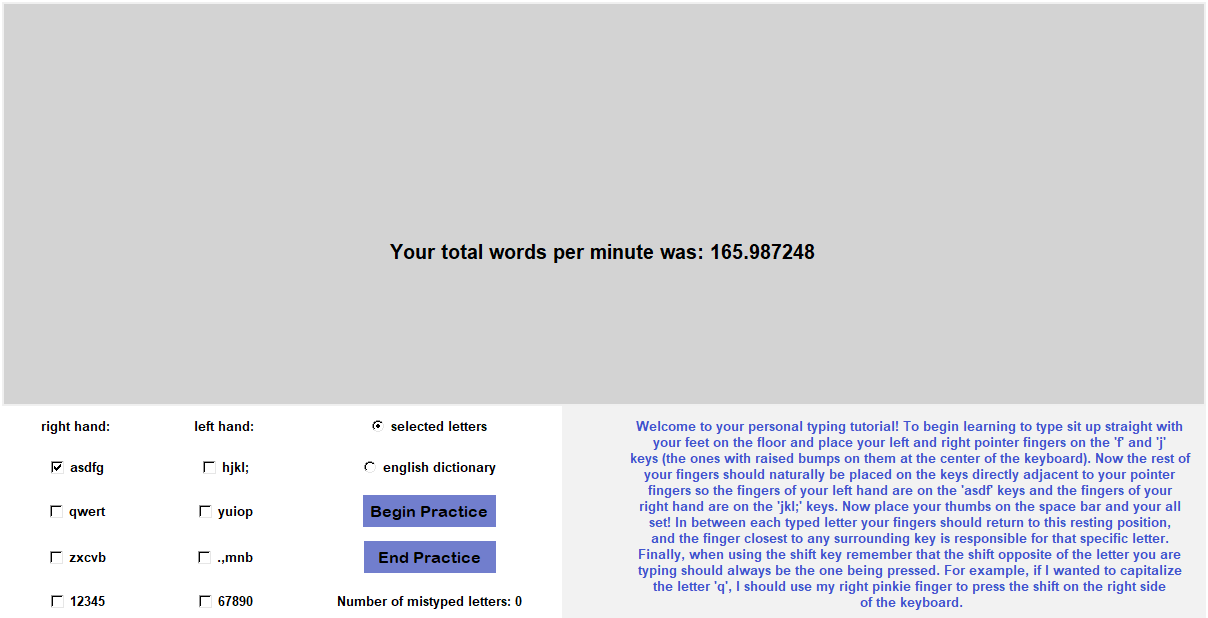 Your total words per minute was: 165.987248
right hand:
left hand:
selected letters
asdfg
hjkl;
english dictionary
qwert
yuiop
Begin Practice
zxcvb
.,mnb
End Practice
12345
67890
Number of mistyped letters: 0
Welcome to your personal typing tutorial! To begin learning to type sit up straight with
your feet on the floor and place your left and right pointer fingers on the 'f' and 'j'
keys (the ones with raised bumps on them at the center of the keyboard). Now the rest of
your fingers should naturally be placed on the keys directly adjacent to your pointer
fingers so the fingers of your left hand are on the 'asdf' keys and the fingers of your
right hand are on the 'jkl;' keys. Now place your thumbs on the space bar and your all
set! In between each typed letter your fingers should return to this resting position,
and the finger closest to any surrounding key is responsible for that specific letter.
Finally, when using the shift key remember that the shift opposite of the letter you are
typing should always be the one being pressed. For example, if I wanted to capitalize
the letter 'q', I should use my right pinkie finger to press the shift on the right side
of the keyboard.